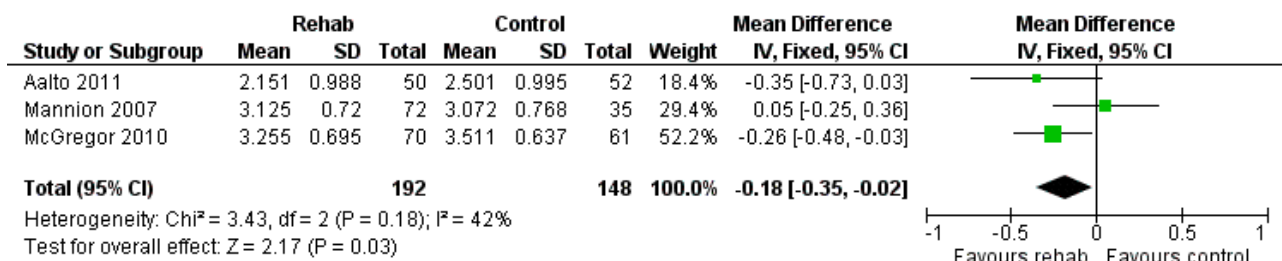 Rehab Control Mean Difference Mean Difference
Study or Subgroup Mean SD Total Mean SD Total Weight IV, Fixed, 95% CI IV, Fixed, 95% CI
Aalto 2011 2.151 0.988 50 2.501 0.995 52 18.4% -0.35 [-0.73, 0.03]
Mannion 2007 3.125 0.72 72 3.072 0.768 35 29.4% 0.05 [-0.25, 0.36]
McGregor 2010 3.255 0.695 70 3.511 0.637 61 52.2% -0.26 [-0.48, -0.03]
Total (95% CI) 192 148 100.0% -0.18 [-0.35, -0.02]
Heterogeneity: Chi² = 3.43, df = 2 (P = 0.18); I² = 42%
Test for overall effect: Z = 2.17 (P = 0.03)
-1 -0.5 0 0.5 1
Favours rehab Favours control